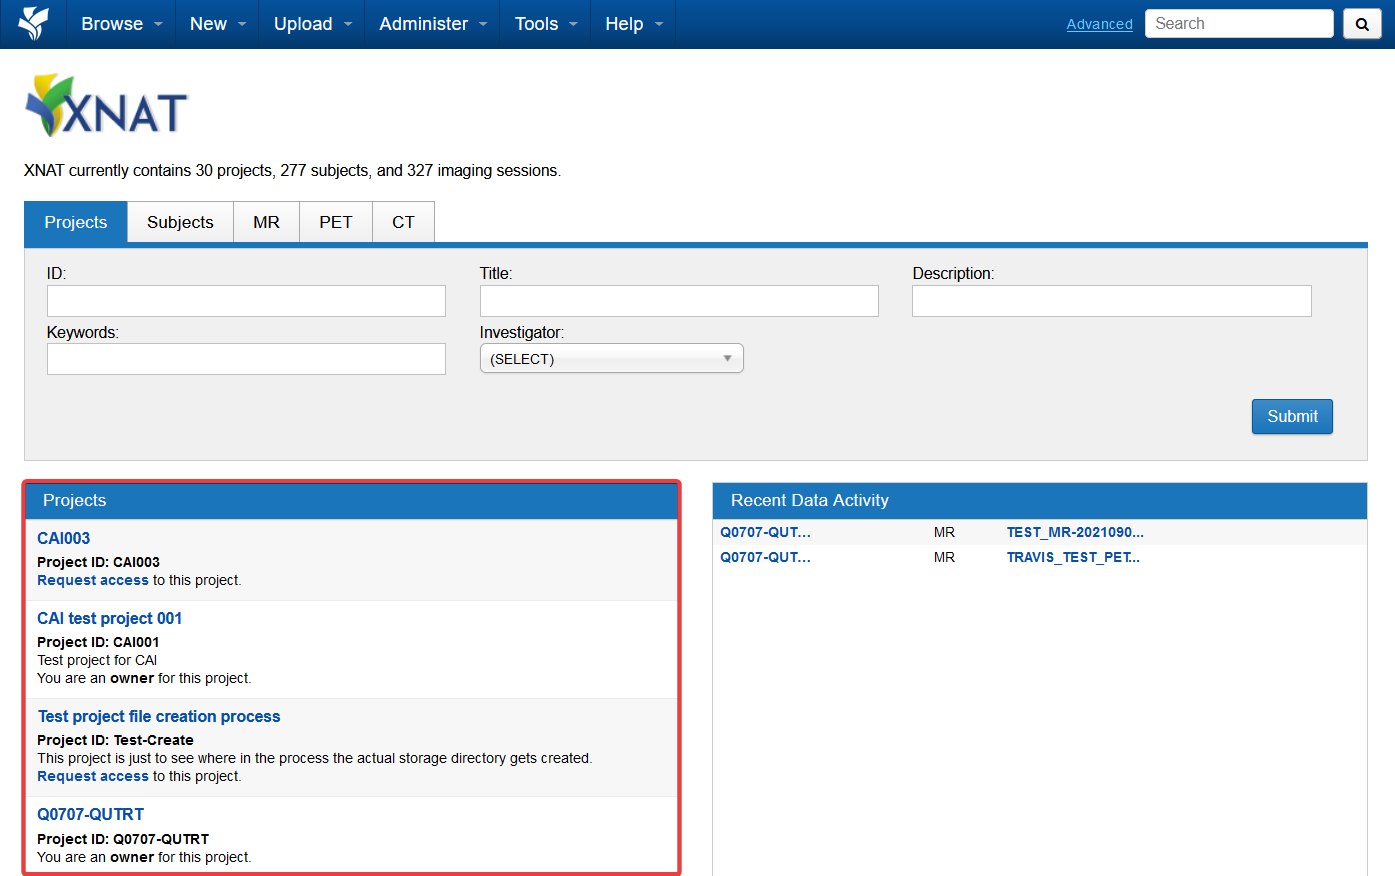 Browse New Upload Administer Tools Help Advanced Search
XNAT
XNAT currently contains 30 projects, 277 subjects, and 327 imaging sessions.
Projects Subjects MR PET CT
ID: Title: Description:
Keywords: Investigator:
(SELECT)
Submit
Projects
CAI003
Project ID: CAI003
Request access to this project.
CAI test project 001
Project ID: CAI001
Test project for CAI
You are an owner for this project.
Test project file creation process
Project ID: Test-Create
This project is just to see where in the process the actual storage directory gets created.
Request access to this project.
Q0707-QUTRT
Project ID: Q0707-QUTRT
You are an owner for this project.
Recent Data Activity
Q0707-QUT... MR TEST_MR-2021090...
Q0707-QUT... MR TRAVIS_TEST_PET...